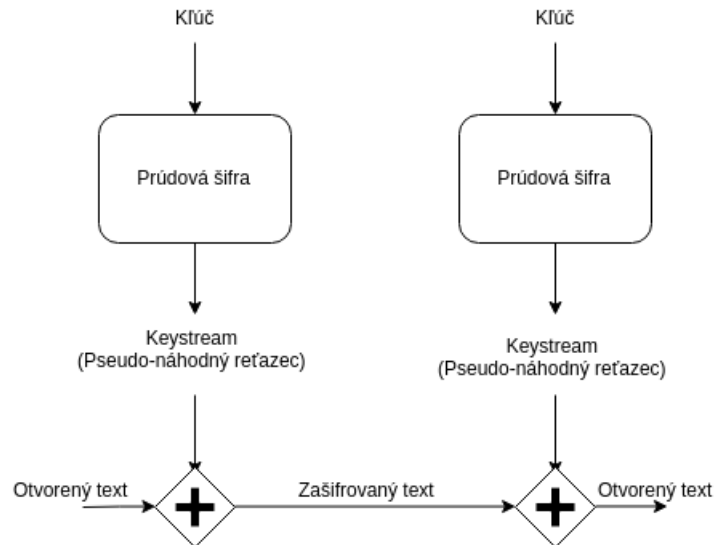 Kľúč
Kľúč
Prúdová šifra
Prúdová šifra
Keystream
(Pseudo-náhodný reťazec)
Keystream
(Pseudo-náhodný reťazec)
Otvorený text
Zašifrovaný text
Otvorený text